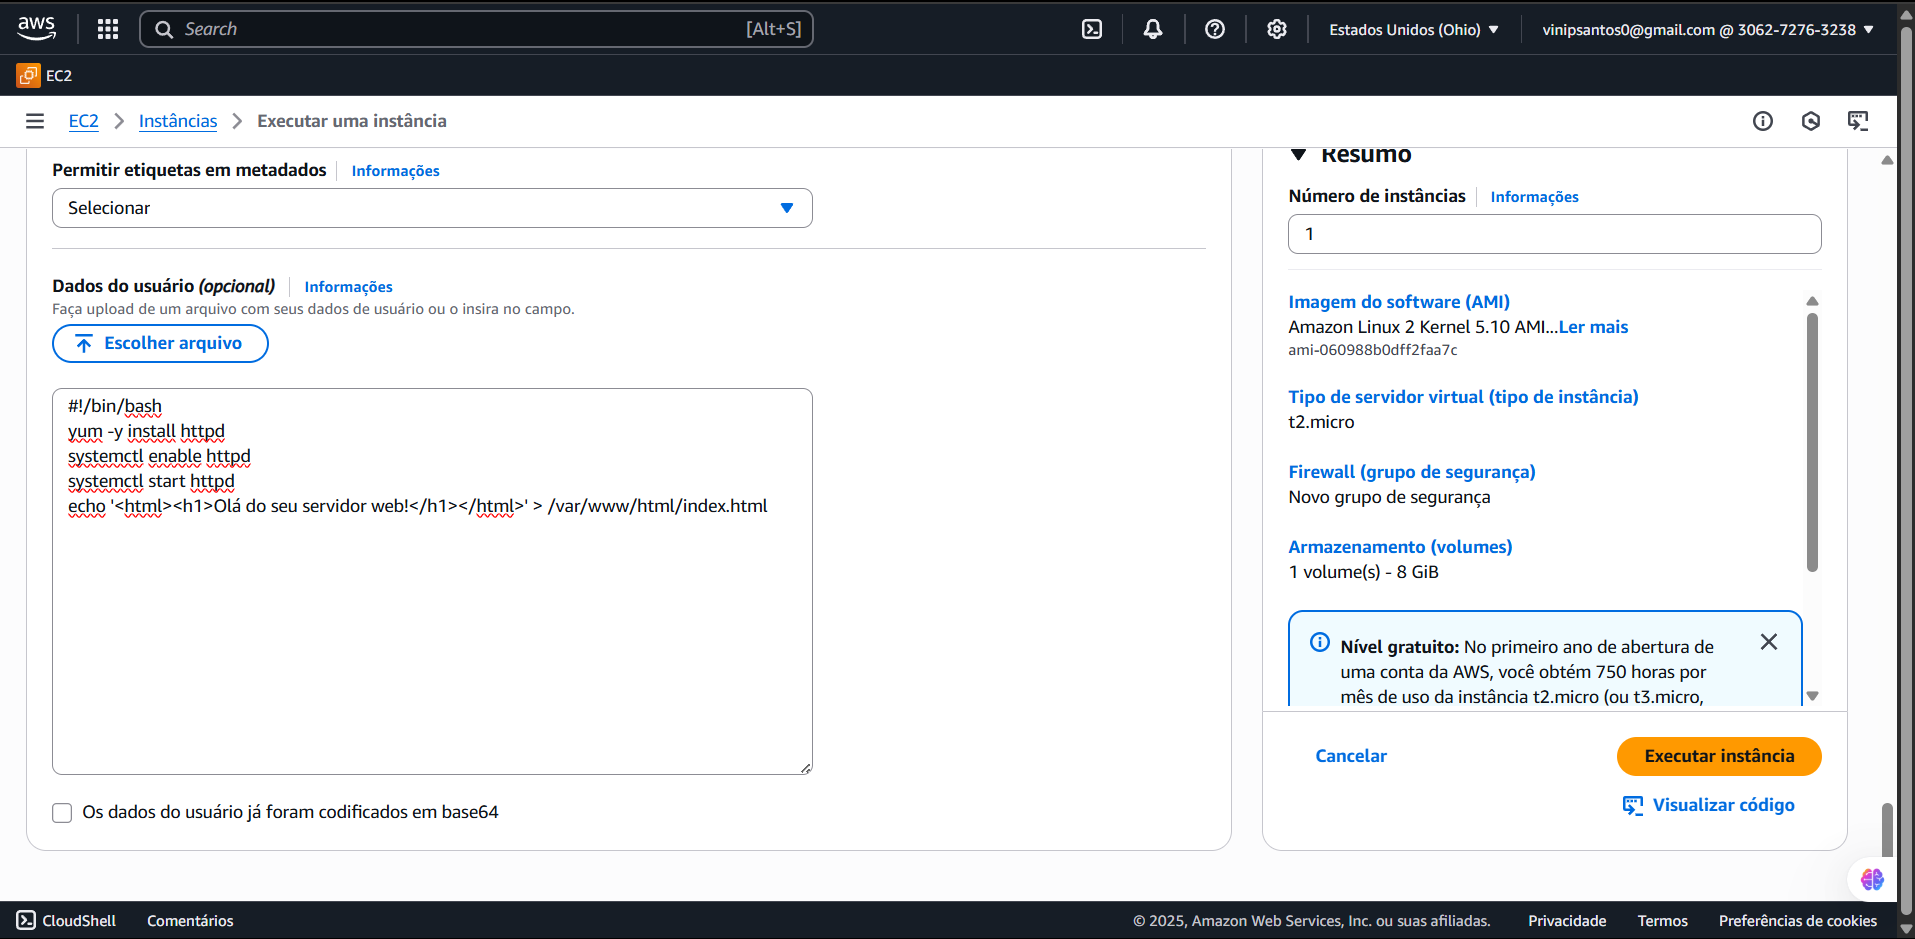 aws
Search [Alt+S]
Estados Unidos (Ohio)
vinipsantos0@gmail.com @ 3062-7276-3238
EC2
EC2 > Instâncias > Executar uma instância
Permitir etiquetas em metadados Informações
Selecionar
Dados do usuário (opcional) Informações
Faça upload de um arquivo com seus dados de usuário ou o insira no campo.
Escolher arquivo
#!/bin/bash
yum -y install httpd
systemctl enable httpd
systemctl start httpd
echo '<html><h1>Olá do seu servidor web!</h1></html>' > /var/www/html/index.html
Os dados do usuário já foram codificados em base64
Resumo
Número de instâncias Informações
1
Imagem do software (AMI)
Amazon Linux 2 Kernel 5.10 AMI...Ler mais
ami-060988b0dff2faa7c
Tipo de servidor virtual (tipo de instância)
t2.micro
Firewall (grupo de segurança)
Novo grupo de segurança
Armazenamento (volumes)
1 volume(s) - 8 GiB
Nível gratuito: No primeiro ano de abertura de
uma conta da AWS, você obtém 750 horas por
mês de uso da instância t2.micro (ou t3.micro,
Cancelar
Executar instância
Visualizar código
CloudShell
Comentários
© 2025, Amazon Web Services, Inc. ou suas afiliadas.
Privacidade
Termos
Preferências de cookies